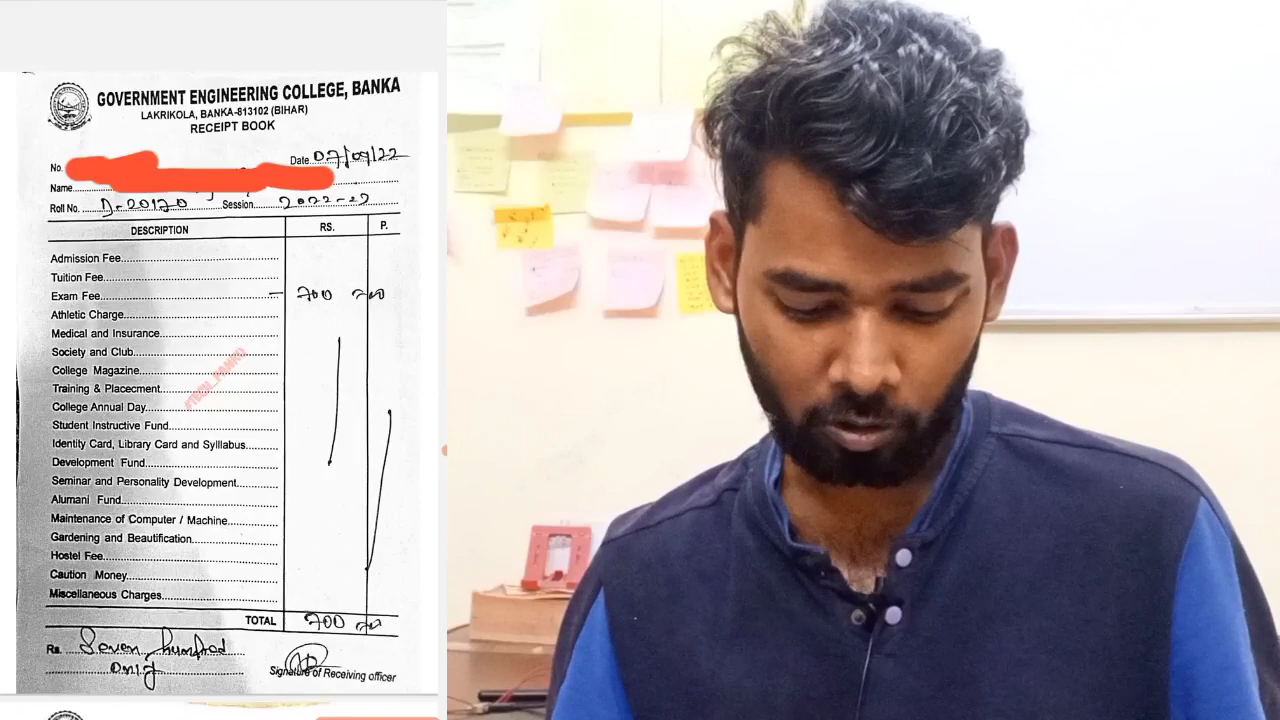 GOVERNMENT ENGINEERING COLLEGE, BANKA
LAKRIKOLA, BANKA-813102 (BIHAR)
RECEIPT BOOK
No.
Date 07/09/22
Name
Roll No. D-20170 Session 2022-22
DESCRIPTION RS. P.
Admission Fee
Tuition Fee
Exam Fee 700
Athletic Charge
Medical and Insurance
Society and Club
College Magazine
Training & Placecment
College Annual Day
Student Instructive Fund
Identity Card, Library Card and Syllabus
Development Fund
Seminar and Personality Development
Alumani Fund
Maintenance of Computer / Machine
Gardening and Beautification
Hostel Fee
Caution Money
Miscellaneous Charges
TOTAL 700
Rs. Seven hundred
only
Signature of Receiving officer